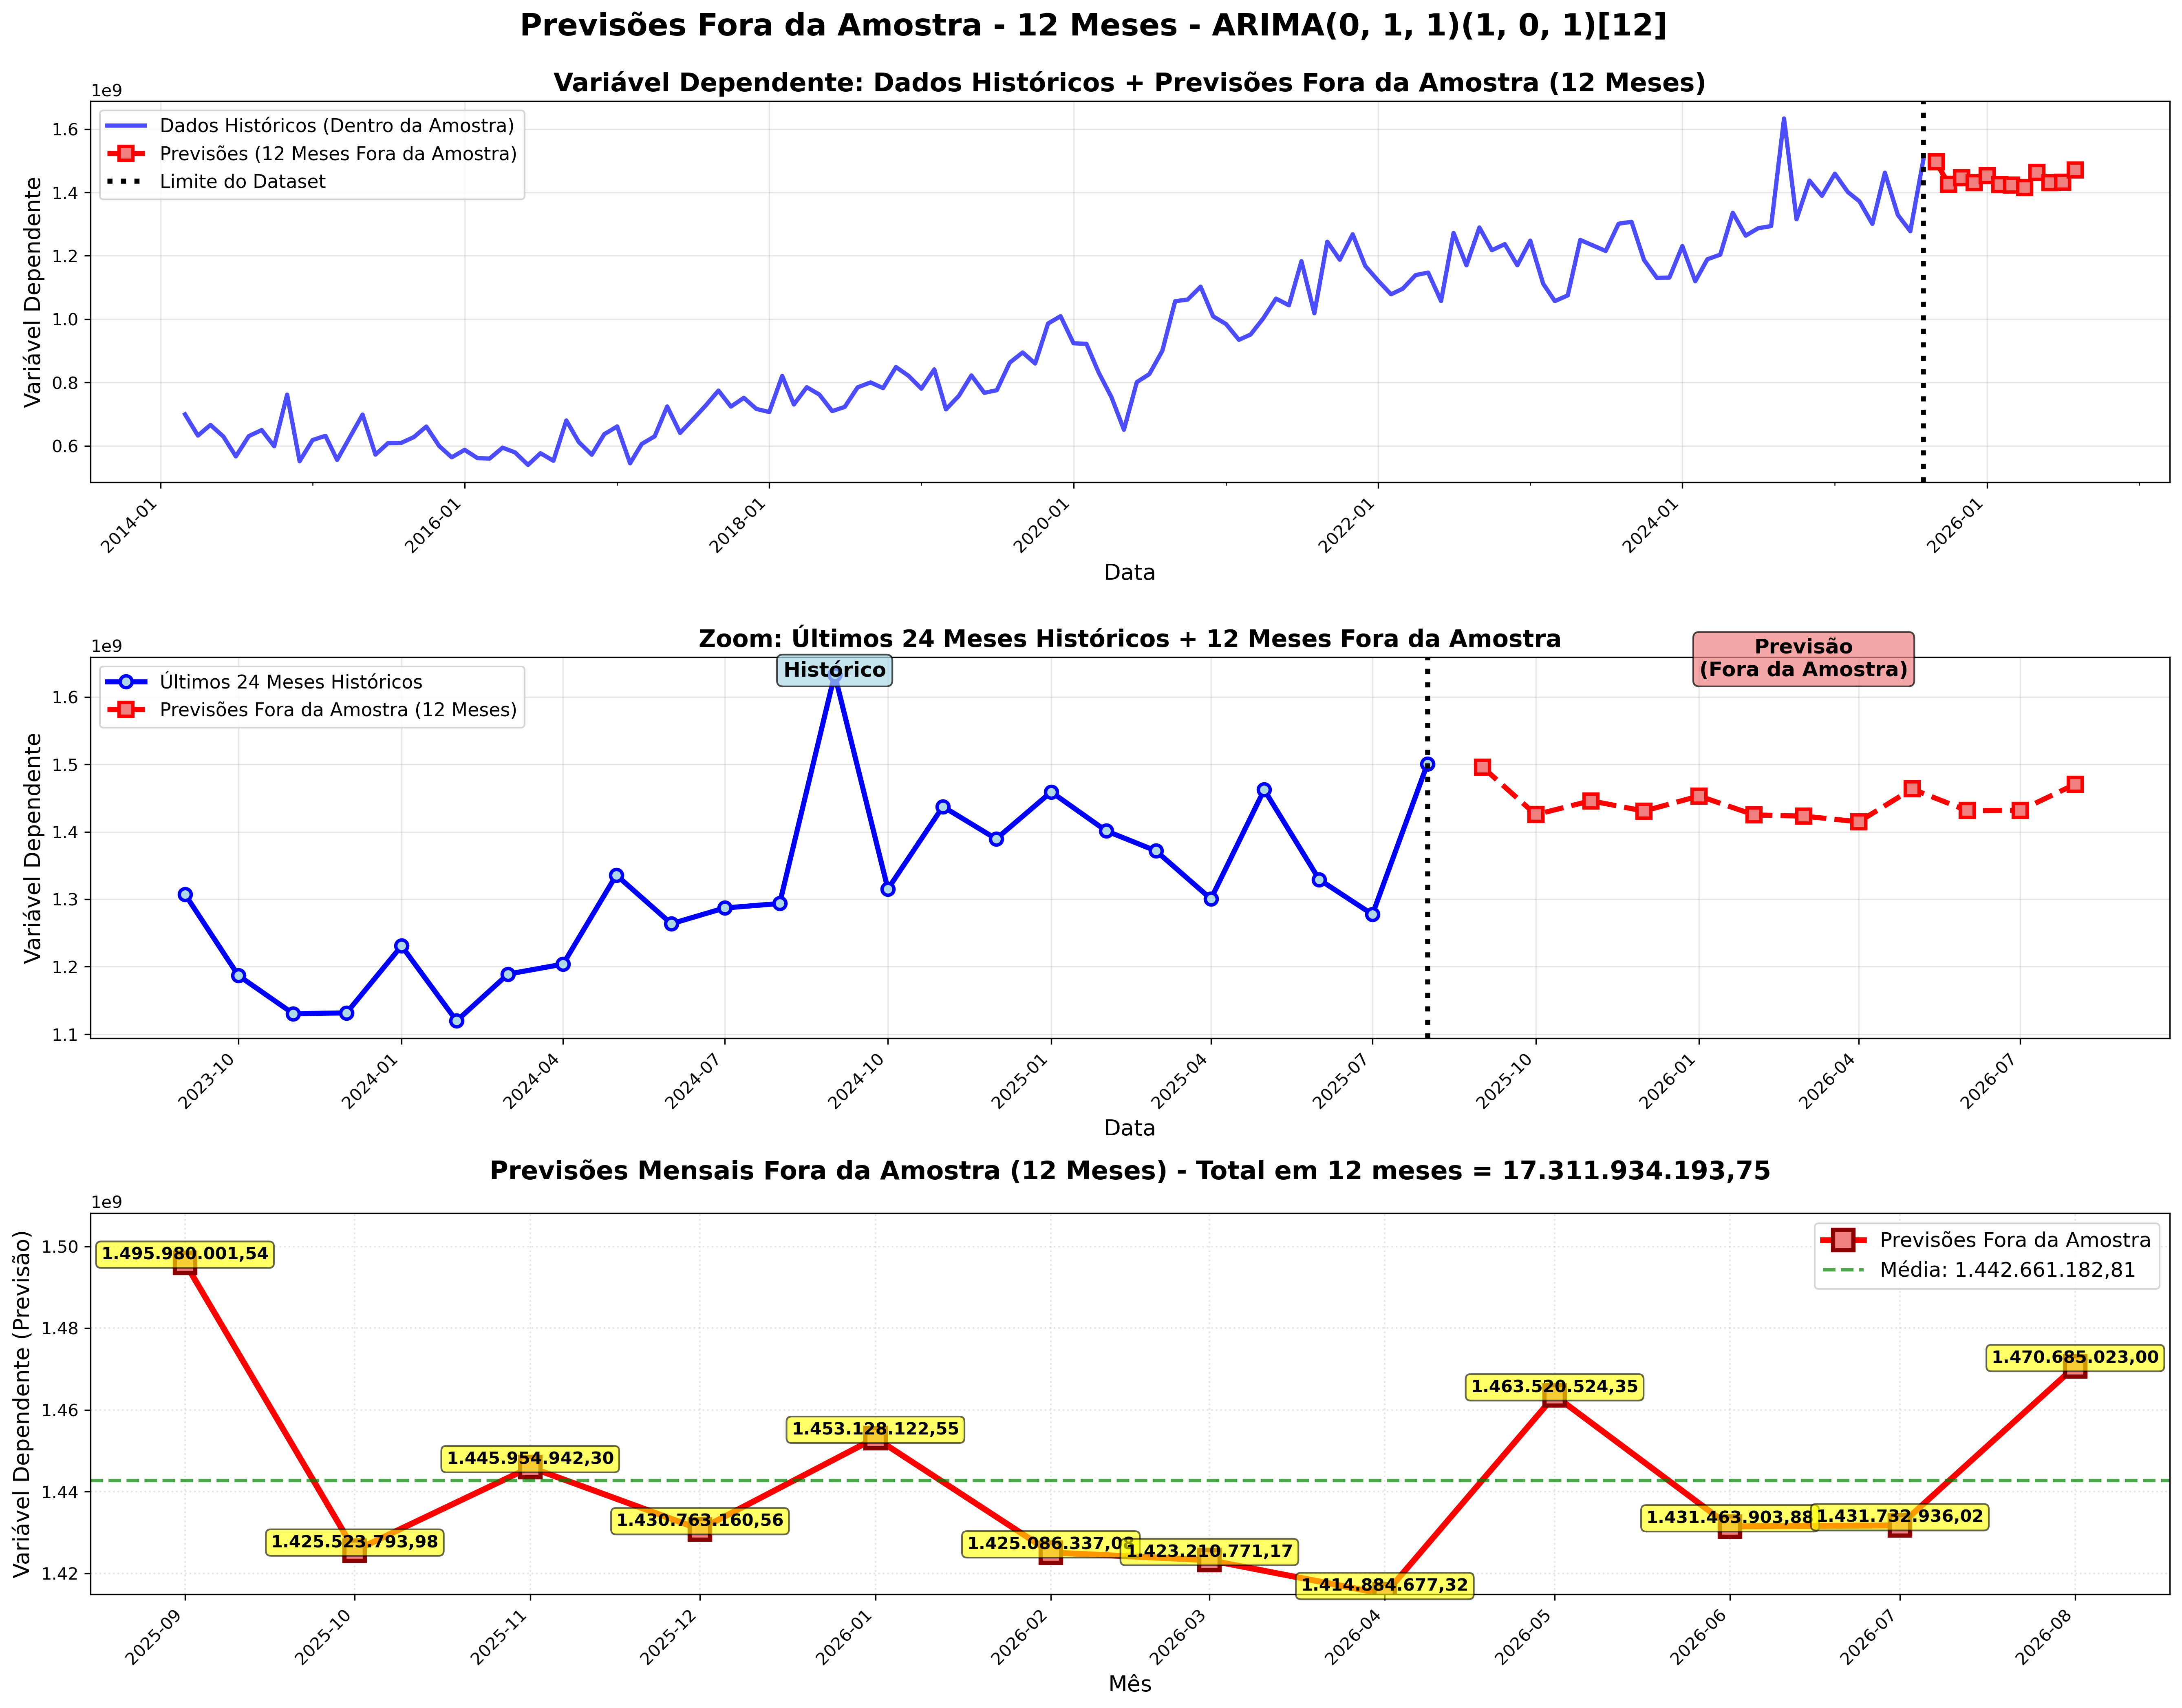 Previsões Fora da Amostra - 12 Meses - ARIMA(0, 1, 1)(1, 0, 1)[12]
Variável Dependente: Dados Históricos + Previsões Fora da Amostra (12 Meses)
1e9
Dados Históricos (Dentro da Amostra)
Previsões (12 Meses Fora da Amostra)
Limite do Dataset
Variável Dependente
1.6
1.4
1.2
1.0
0.8
0.6
2014-01
2016-01
2018-01
2020-01
2022-01
2024-01
2026-01
Data
Zoom: Últimos 24 Meses Históricos + 12 Meses Fora da Amostra
1e9
Últimos 24 Meses Históricos
Previsões Fora da Amostra (12 Meses)
Histórico
Previsão
(Fora da Amostra)
Variável Dependente
1.6
1.5
1.4
1.3
1.2
1.1
2023-10
2024-01
2024-04
2024-07
2024-10
2025-01
2025-04
2025-07
2025-10
2026-01
2026-04
2026-07
Data
Previsões Mensais Fora da Amostra (12 Meses) - Total em 12 meses = 17.311.934.193,75
1e9
Previsões Fora da Amostra
Média: 1.442.661.182,81
Variável Dependente (Previsão)
1.50
1.48
1.46
1.44
1.42
1.495.980.001,54
1.425.523.793,98
1.445.954.942,30
1.430.763.160,56
1.453.128.122,55
1.425.086.337,08
1.423.210.771,17
1.414.884.677,32
1.463.520.524,35
1.431.463.903,88
1.431.732.936,02
1.470.685.023,00
2025-09
2025-10
2025-11
2025-12
2026-01
2026-02
2026-03
2026-04
2026-05
2026-06
2026-07
2026-08
Mês